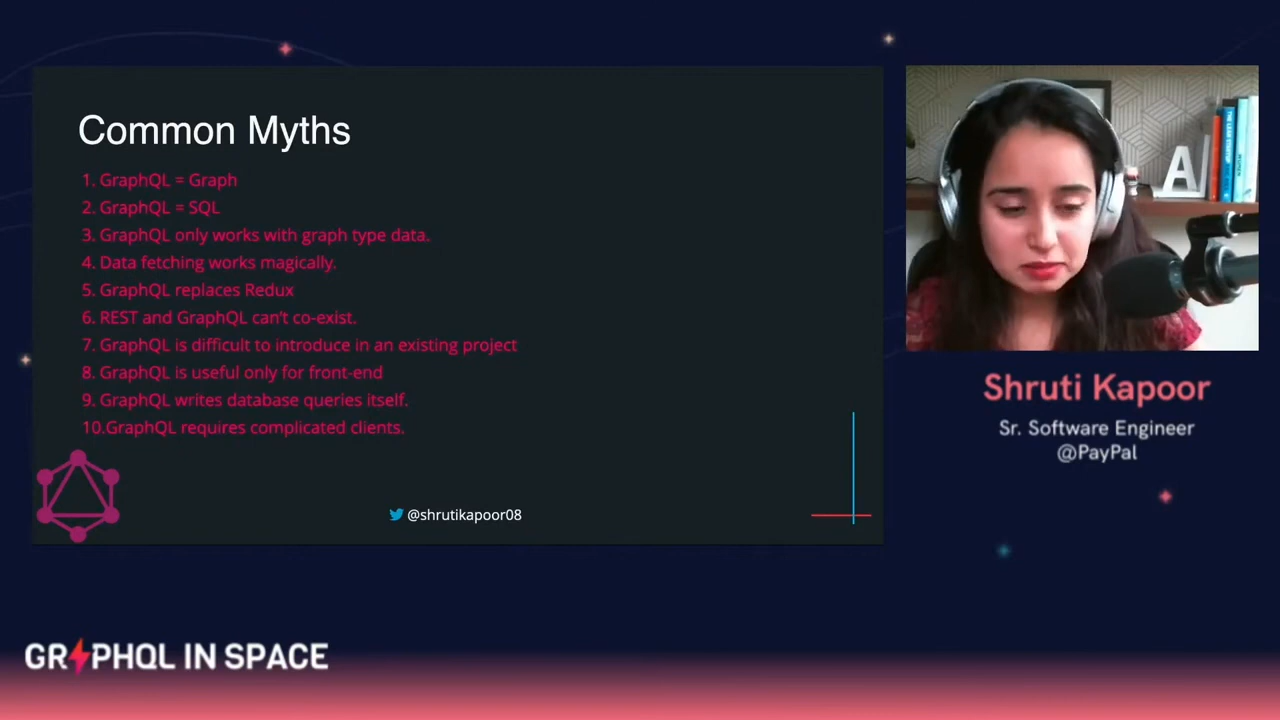 Common Myths
1. GraphQL = Graph
2. GraphQL = SQL
3. GraphQL only works with graph type data.
4. Data fetching works magically.
5. GraphQL replaces Redux
6. REST and GraphQL can't co-exist.
7. GraphQL is difficult to introduce in an existing project
8. GraphQL is useful only for front-end
9. GraphQL writes database queries itself.
10.GraphQL requires complicated clients.
@shrutikapoor08
A
Shruti Kapoor
Sr. Software Engineer
@PayPal
GRAPHQL IN SPACE